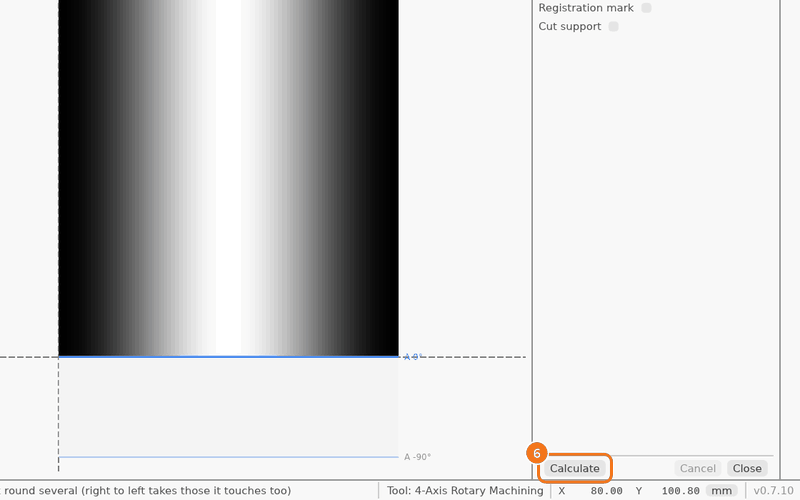 Registration mark
Cut support
A 0°
A -90°
6
Calculate
Cancel
Close
round several (right to left takes those it touches too)
Tool: 4-Axis Rotary Machining
X 80.00 Y 100.80 mm
v0.7.10